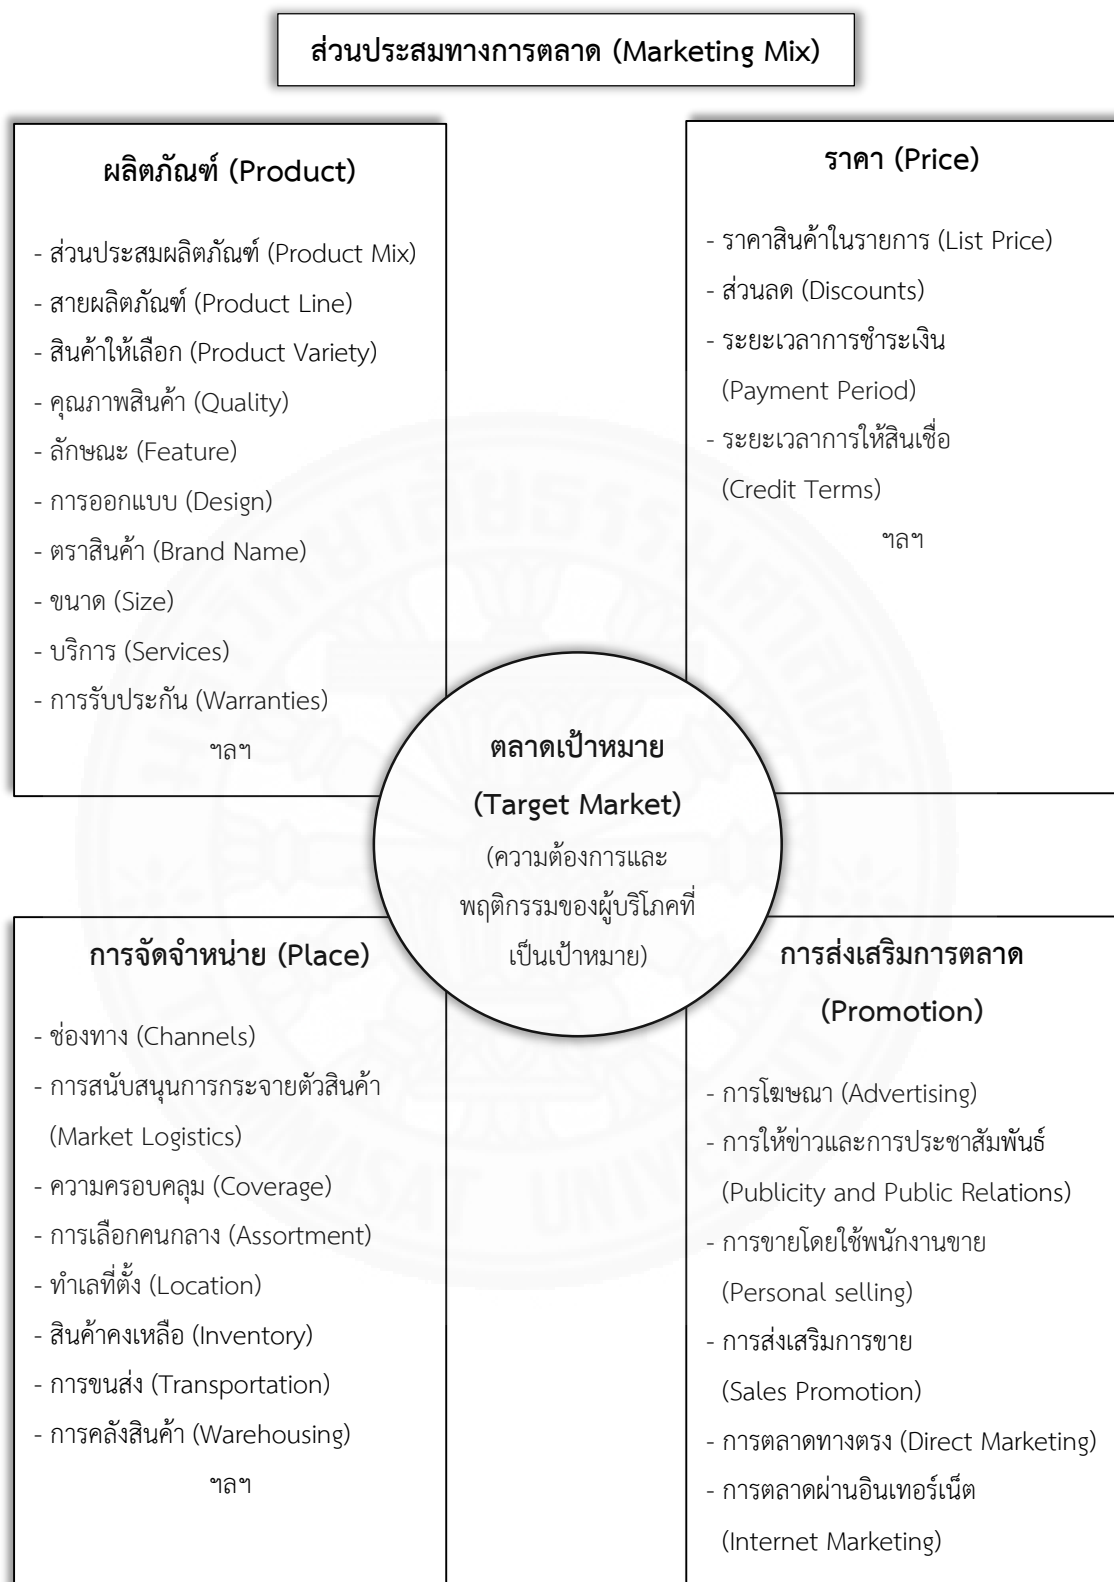 ส่วนประสมทางการตลาด (Marketing Mix)
ผลิตภัณฑ์ (Product)
- ส่วนประสมผลิตภัณฑ์ (Product Mix)
- สายผลิตภัณฑ์ (Product Line)
- สินค้าให้เลือก (Product Variety)
- คุณภาพสินค้า (Quality)
- ลักษณะ (Feature)
- การออกแบบ (Design)
- ตราสินค้า (Brand Name)
- ขนาด (Size)
- บริการ (Services)
- การรับประกัน (Warranties)
ฯลฯ
ราคา (Price)
- ราคาสินค้าในรายการ (List Price)
- ส่วนลด (Discounts)
- ระยะเวลาการชำระเงิน
(Payment Period)
- ระยะเวลาการให้สินเชื่อ
(Credit Terms)
ฯลฯ
ตลาดเป้าหมาย
(Target Market)
(ความต้องการและ
พฤติกรรมของผู้บริโภคที่
เป็นเป้าหมาย)
การจัดจำหน่าย (Place)
- ช่องทาง (Channels)
- การสนับสนุนการกระจายตัวสินค้า
(Market Logistics)
- ความครอบคลุม (Coverage)
- การเลือกคนกลาง (Assortment)
- ทำเลที่ตั้ง (Location)
- สินค้าคงเหลือ (Inventory)
- การขนส่ง (Transportation)
- การคลังสินค้า (Warehousing)
ฯลฯ
การส่งเสริมการตลาด
(Promotion)
- การโฆษณา (Advertising)
- การให้ข่าวและการประชาสัมพันธ์
(Publicity and Public Relations)
- การขายโดยใช้พนักงานขาย
(Personal selling)
- การส่งเสริมการขาย
(Sales Promotion)
- การตลาดทางตรง (Direct Marketing)
- การตลาดผ่านอินเทอร์เน็ต
(Internet Marketing)